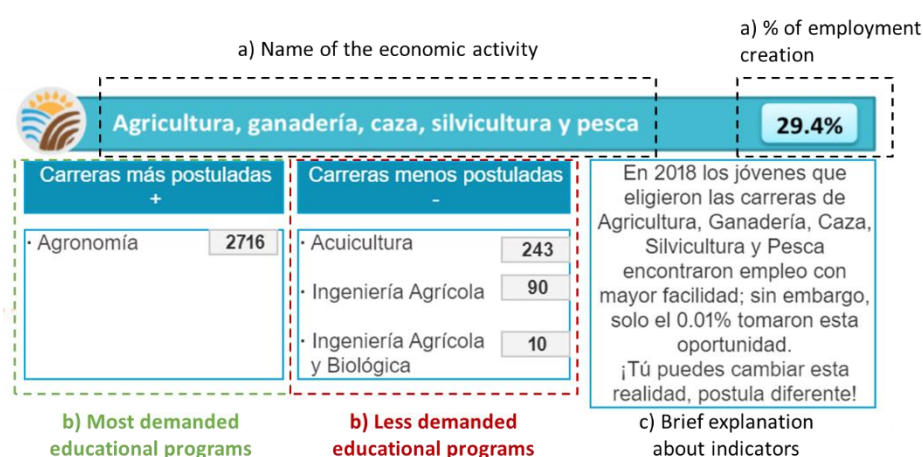 a) Name of the economic activity
a) % of employment
creation
Agricultura, ganadería, caza, silvicultura y pesca
29.4%
Carreras más postuladas
+
· Agronomía
2716
Carreras menos postuladas
-
· Acuicultura
243
· Ingeniería Agrícola
90
· Ingeniería Agrícola
y Biológica
10
En 2018 los jóvenes que
eligieron las carreras de
Agricultura, Ganadería, Caza,
Silvicultura y Pesca
encontraron empleo con
mayor facilidad; sin embargo,
solo el 0.01% tomaron esta
oportunidad.
¡Tú puedes cambiar esta
realidad, postula diferente!
b) Most demanded
educational programs
b) Less demanded
educational programs
c) Brief explanation
about indicators